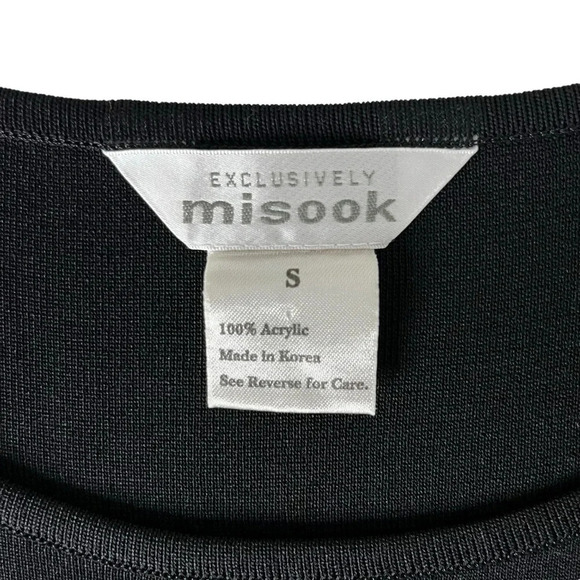 EXCLUSIVELY
misook
S
100% Acrylic
Made in Korea
See Reverse for Care.